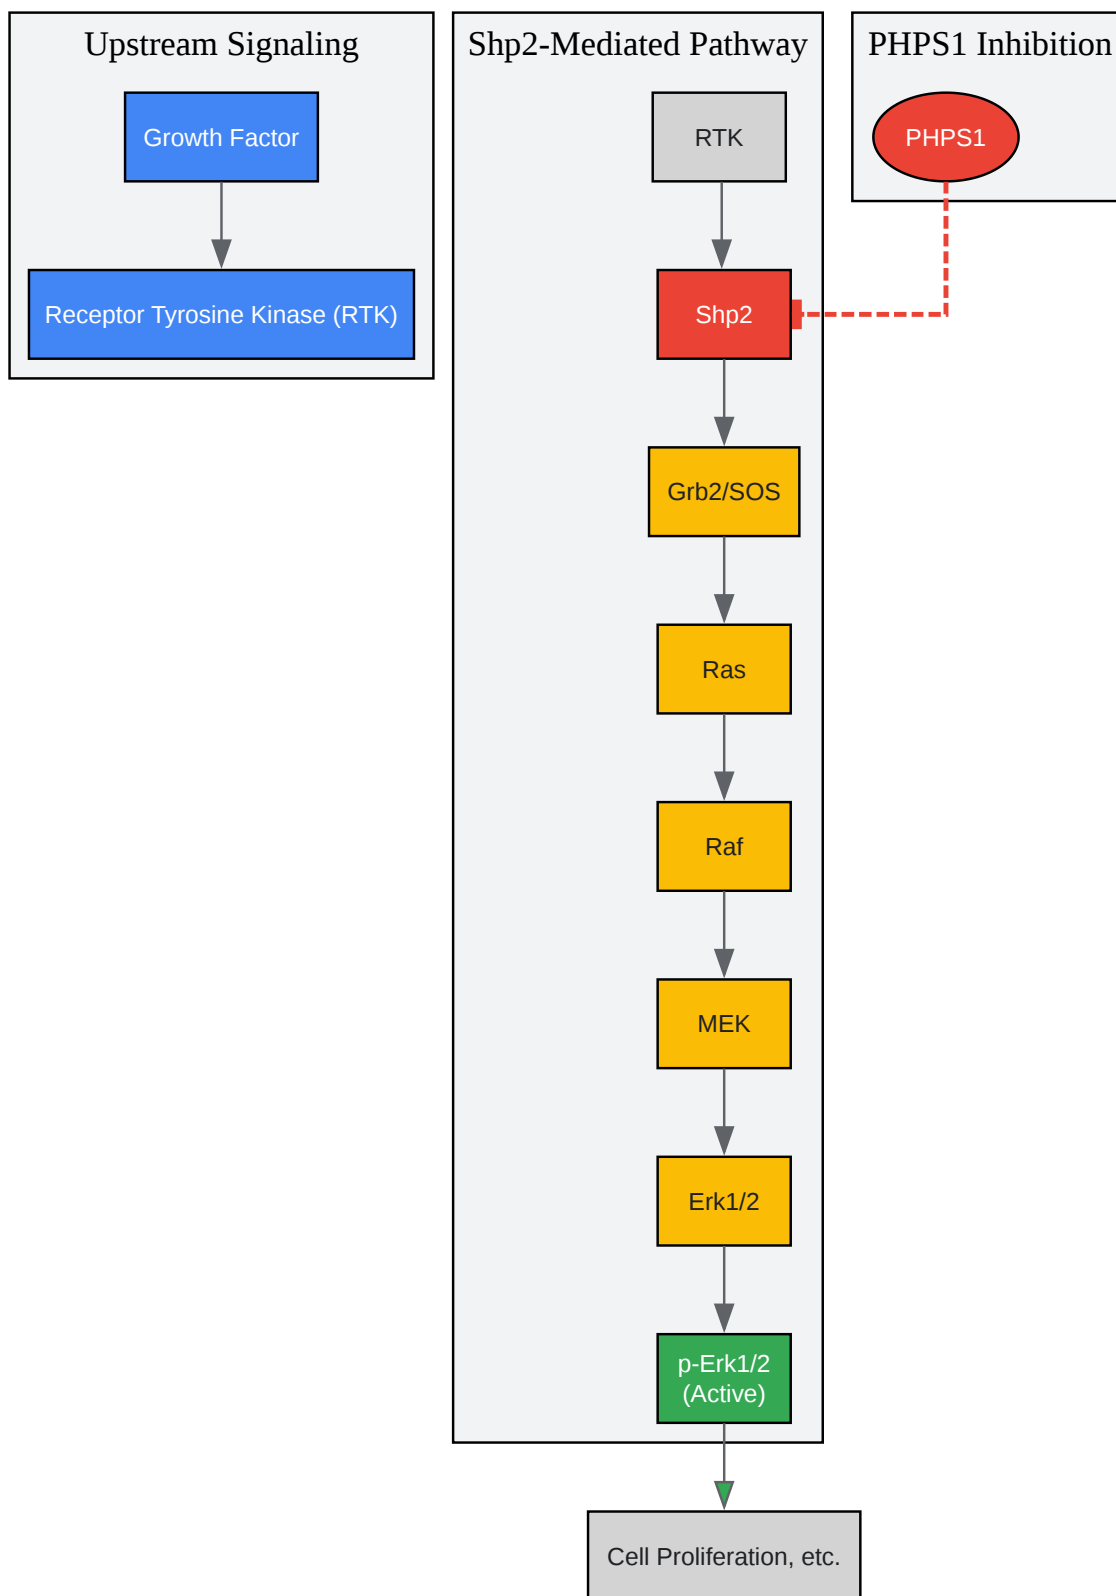 Upstream Signaling
Growth Factor
Receptor Tyrosine Kinase (RTK)
Shp2-Mediated Pathway
RTK
Shp2
Grb2/SOS
Ras
Raf
MEK
Erk1/2
p-Erk1/2
(Active)
Cell Proliferation, etc.
PHPS1 Inhibition
PHPS1